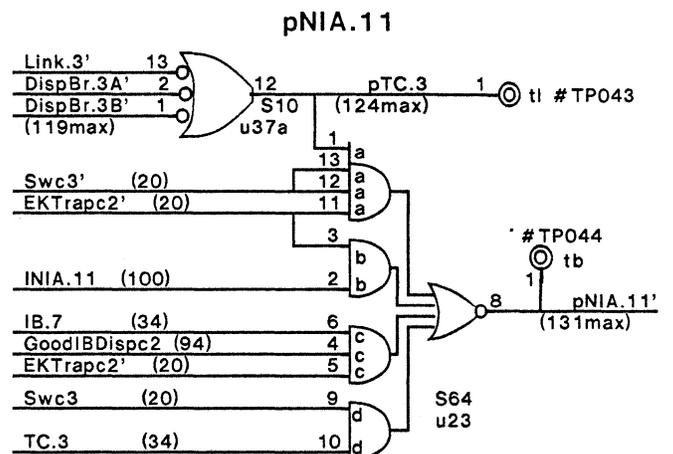 pNIA.11
Link.3' 13
DispBr.3A' 2 12 pTC.3 1 tl #TP043
DispBr.3B' 1 S10 (124max)
(119max) u37a
1 a
13 a
Swc3' (20) 12 a
EKTrapc2' (20) 11 a
3 b #TP044
tb
INIA.11 (100) 2 b 1
8 pNIA.11'
IB.7 (34) 6 c (131max)
GoodIBDispc2 (94) 4 c
EKTrapc2' (20) 5 c
Swc3 (20) 9 d S64
u23
TC.3 (34) 10 d